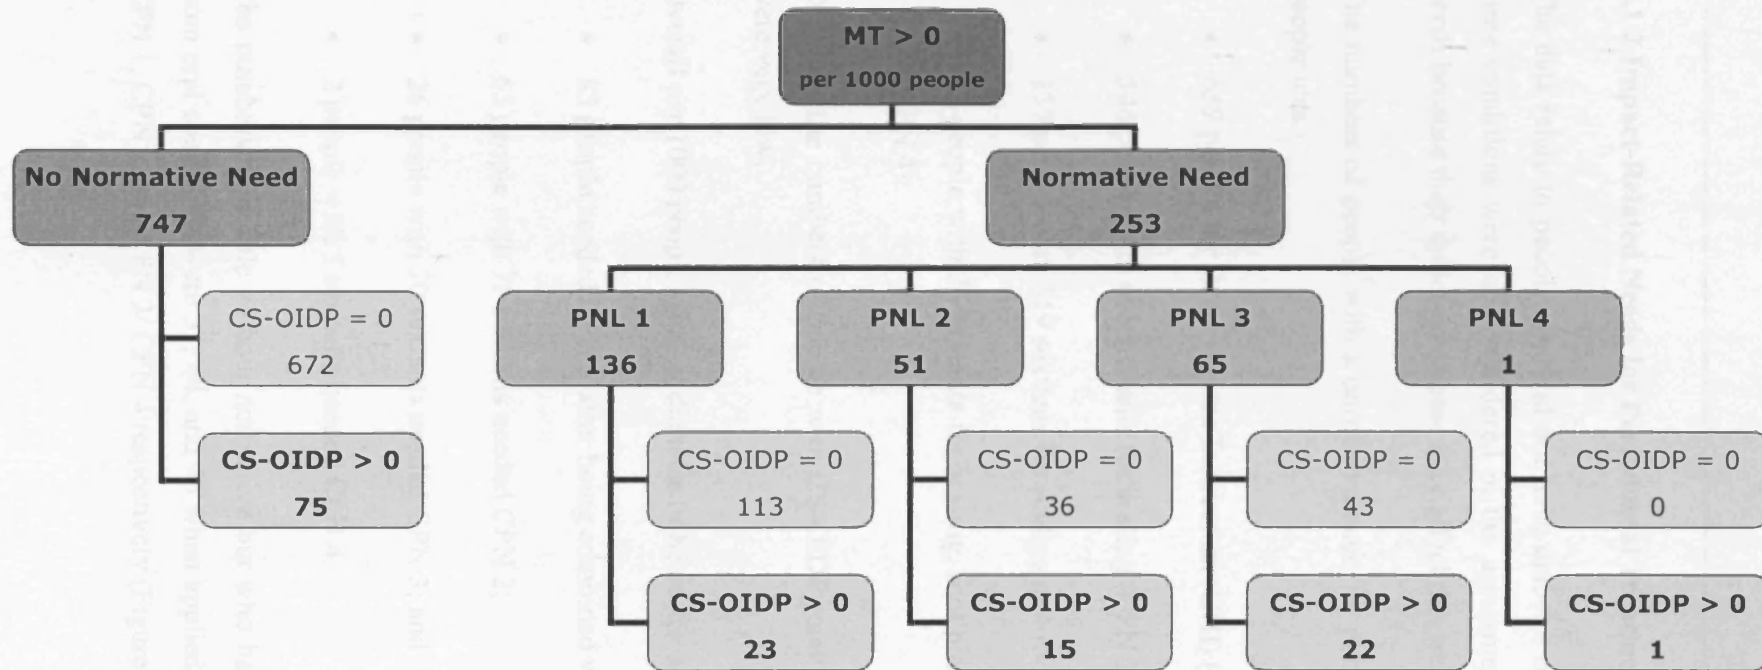 MT > 0
per 1000 people
No Normative Need
747
Normative Need
253
CS-OIDP = 0
672
CS-OIDP > 0
75
PNL 1
136
PNL 2
51
PNL 3
65
PNL 4
1
CS-OIDP = 0
113
CS-OIDP = 0
36
CS-OIDP = 0
43
CS-OIDP = 0
0
CS-OIDP > 0
23
CS-OIDP > 0
15
CS-OIDP > 0
22
CS-OIDP > 0
1